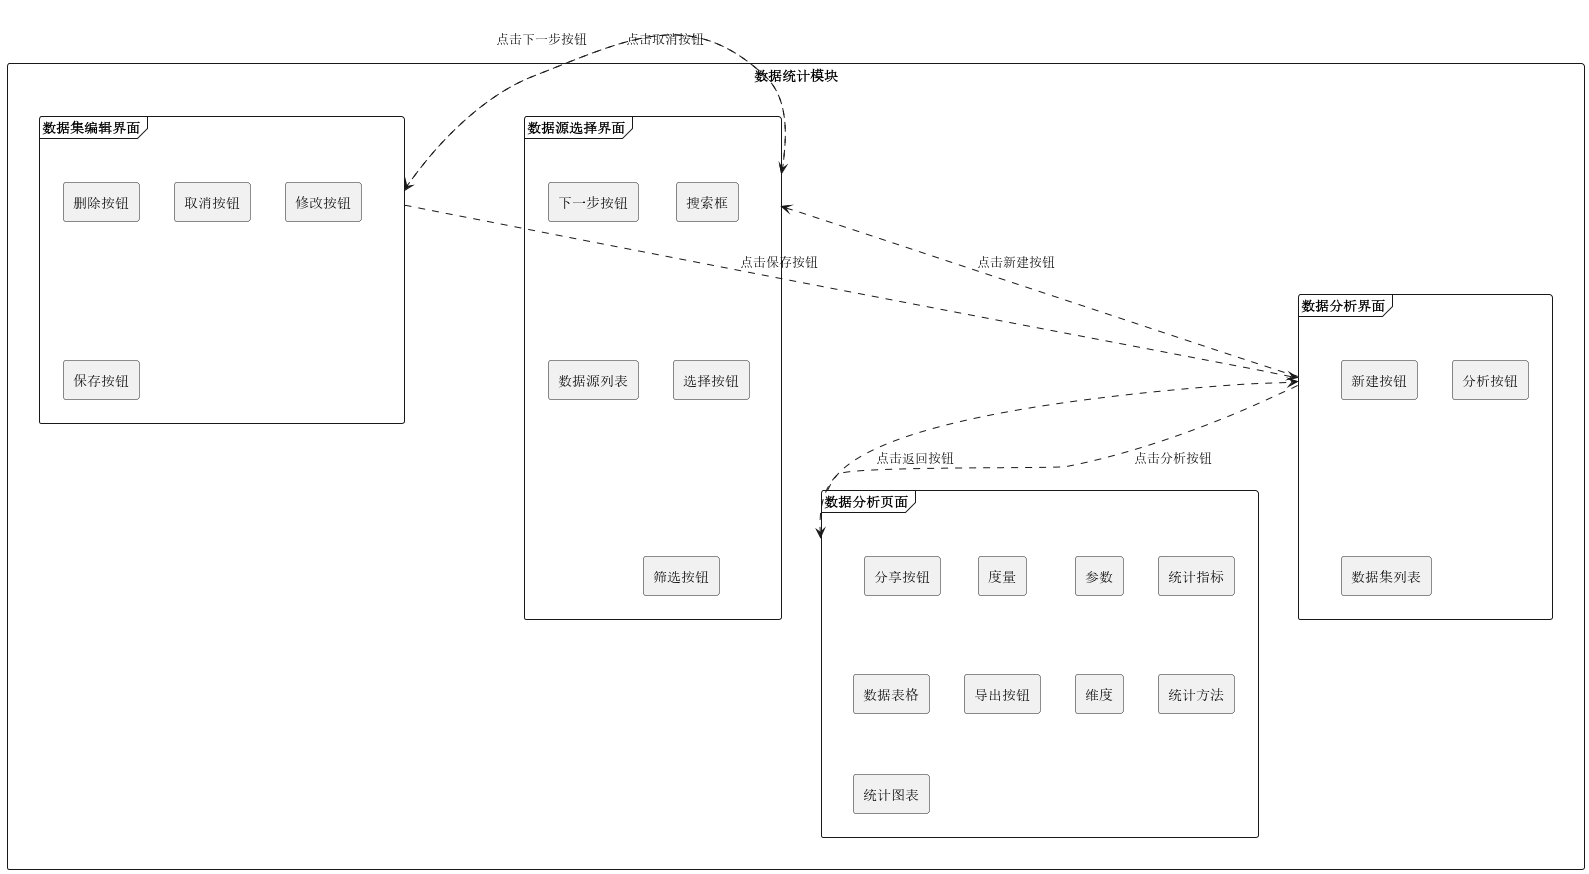 点击下一步按钮
点击取消按钮
数据统计模块
数据集编辑界面
删除按钮
取消按钮
修改按钮
保存按钮
数据源选择界面
下一步按钮
搜索框
数据源列表
选择按钮
筛选按钮
点击保存按钮
点击新建按钮
数据分析界面
新建按钮
分析按钮
数据集列表
点击返回按钮
点击分析按钮
数据分析页面
分享按钮
度量
参数
统计指标
数据表格
导出按钮
维度
统计方法
统计图表